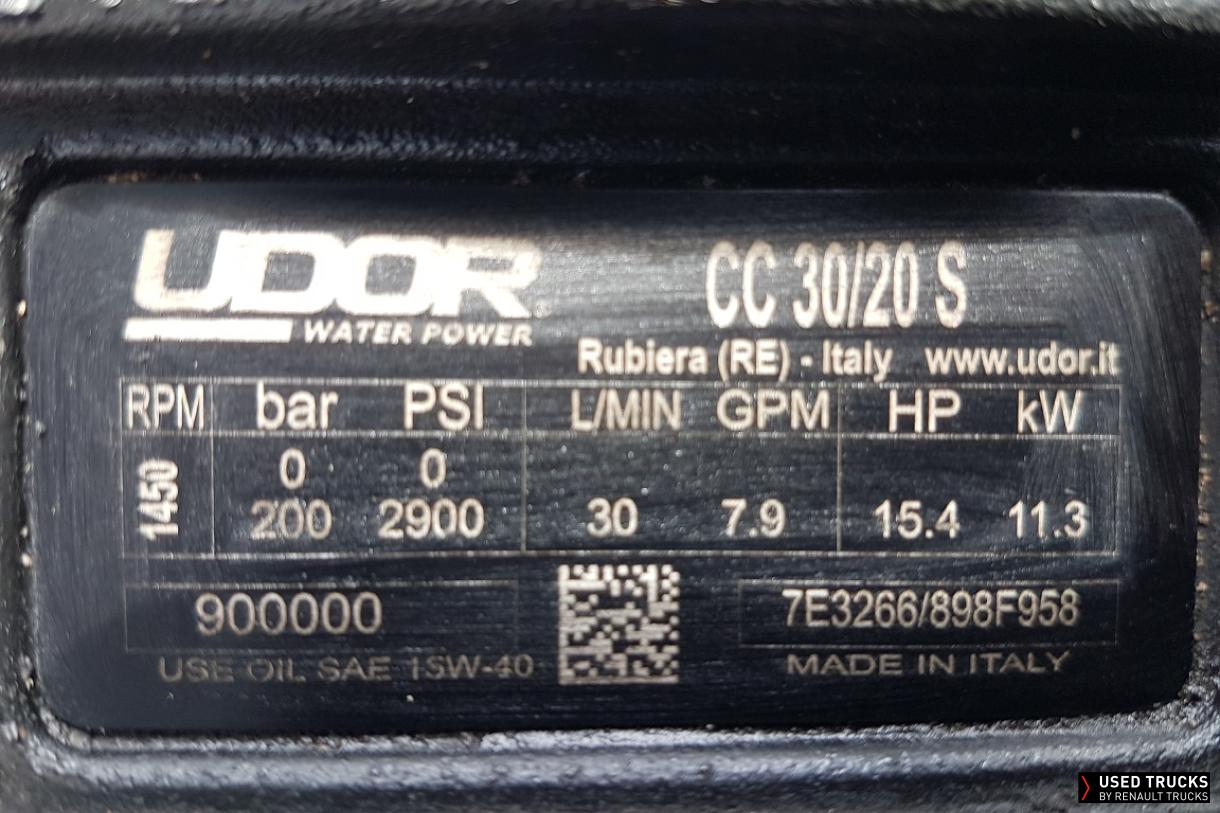 UDOR
WATER POWER
CC 30/20 S
Rubiera (RE) - Italy www.udor.it
RPM bar PSI L/MIN GPM HP kW
0 0
1450 200 2900 30 7.9 15.4 11.3
900000 7E3266/898F958
USE OIL SAE 15W-40 MADE IN ITALY
USED TRUCKS
BY RENAULT TRUCKS